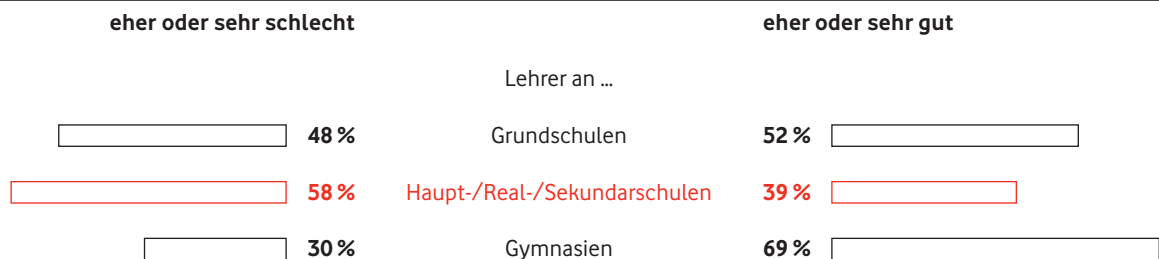 eher oder sehr schlecht eher oder sehr gut
Lehrer an ...
48 % Grundschulen 52 %
58 % Haupt-/Real-/Sekundarschulen 39 %
30 % Gymnasien 69 %